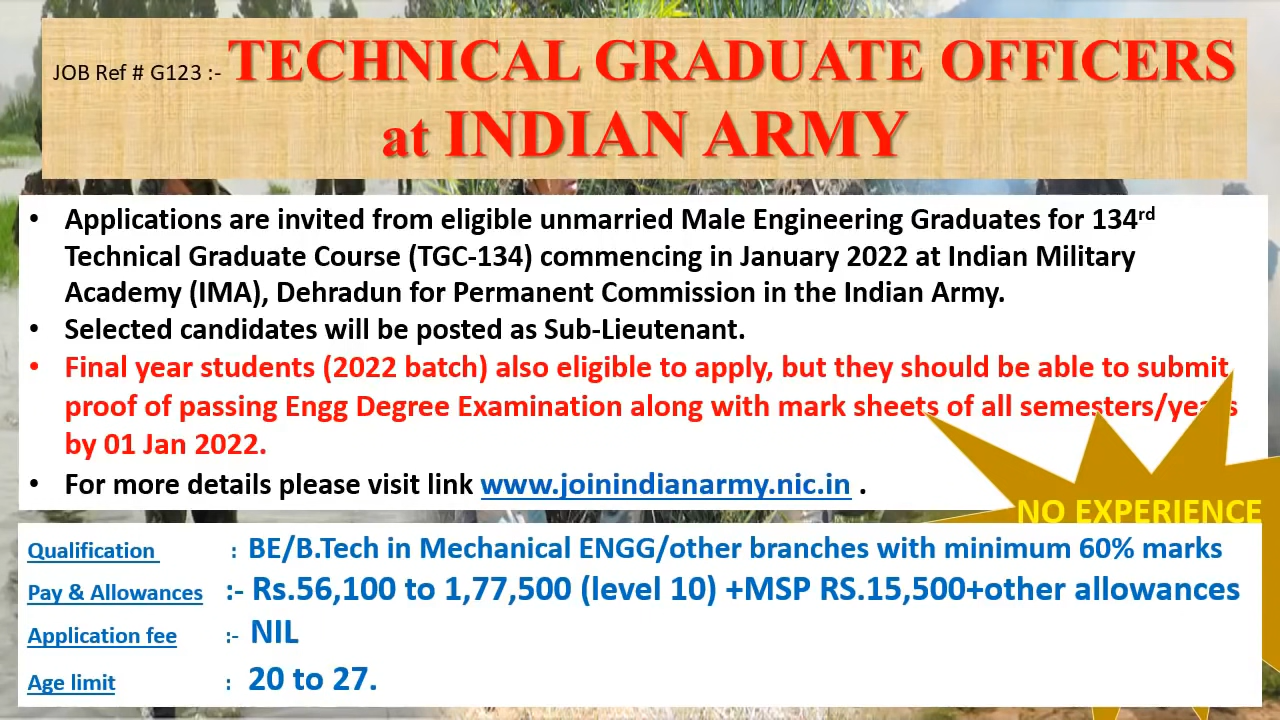 JOB Ref # G123 :- TECHNICAL GRADUATE OFFICERS
at INDIAN ARMY
• Applications are invited from eligible unmarried Male Engineering Graduates for 134rd
Technical Graduate Course (TGC-134) commencing in January 2022 at Indian Military
Academy (IMA), Dehradun for Permanent Commission in the Indian Army.
• Selected candidates will be posted as Sub-Lieutenant.
• Final year students (2022 batch) also eligible to apply, but they should be able to submit
proof of passing Engg Degree Examination along with mark sheets of all semesters/years
by 01 Jan 2022.
• For more details please visit link www.joinindianarmy.nic.in .
NO EXPERIENCE
Qualification : BE/B.Tech in Mechanical ENGG/other branches with minimum 60% marks
Pay & Allowances :- Rs.56,100 to 1,77,500 (level 10) +MSP RS.15,500+other allowances
Application fee :- NIL
Age limit : 20 to 27.